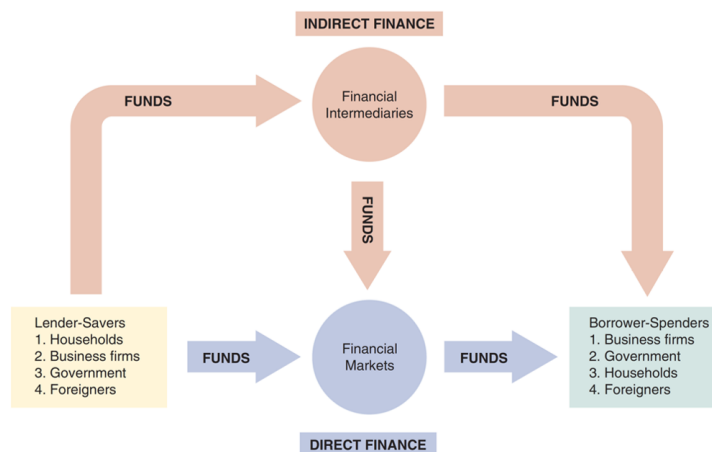 INDIRECT FINANCE
FUNDS
Financial
Intermediaries
FUNDS
FUNDS
Lender-Savers
1. Households
2. Business firms
3. Government
4. Foreigners
FUNDS
Financial
Markets
FUNDS
Borrower-Spenders
1. Business firms
2. Government
3. Households
4. Foreigners
DIRECT FINANCE